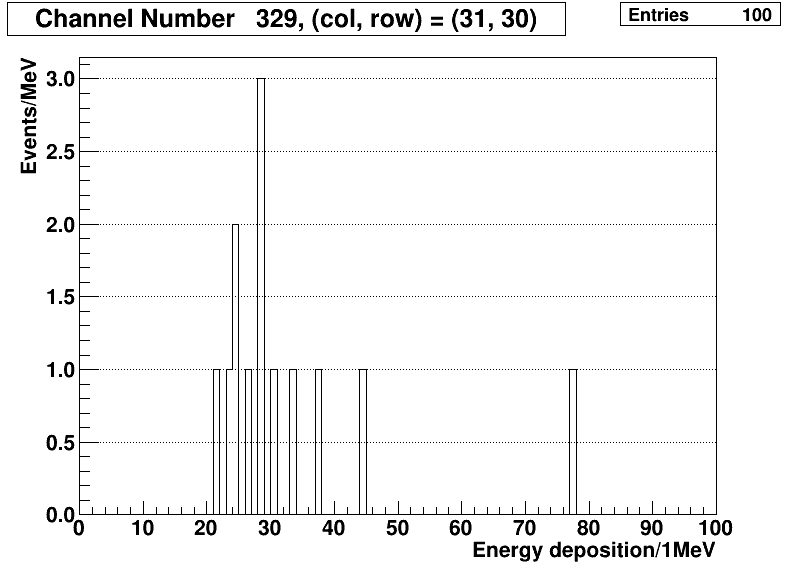 Channel Number 329, (col, row) = (31, 30)
Entries 100
Events/MeV
3.0
2.5
2.0
1.5
1.0
0.5
0.0
0 10 20 30 40 50 60 70 80 90 100
Energy deposition/1MeV